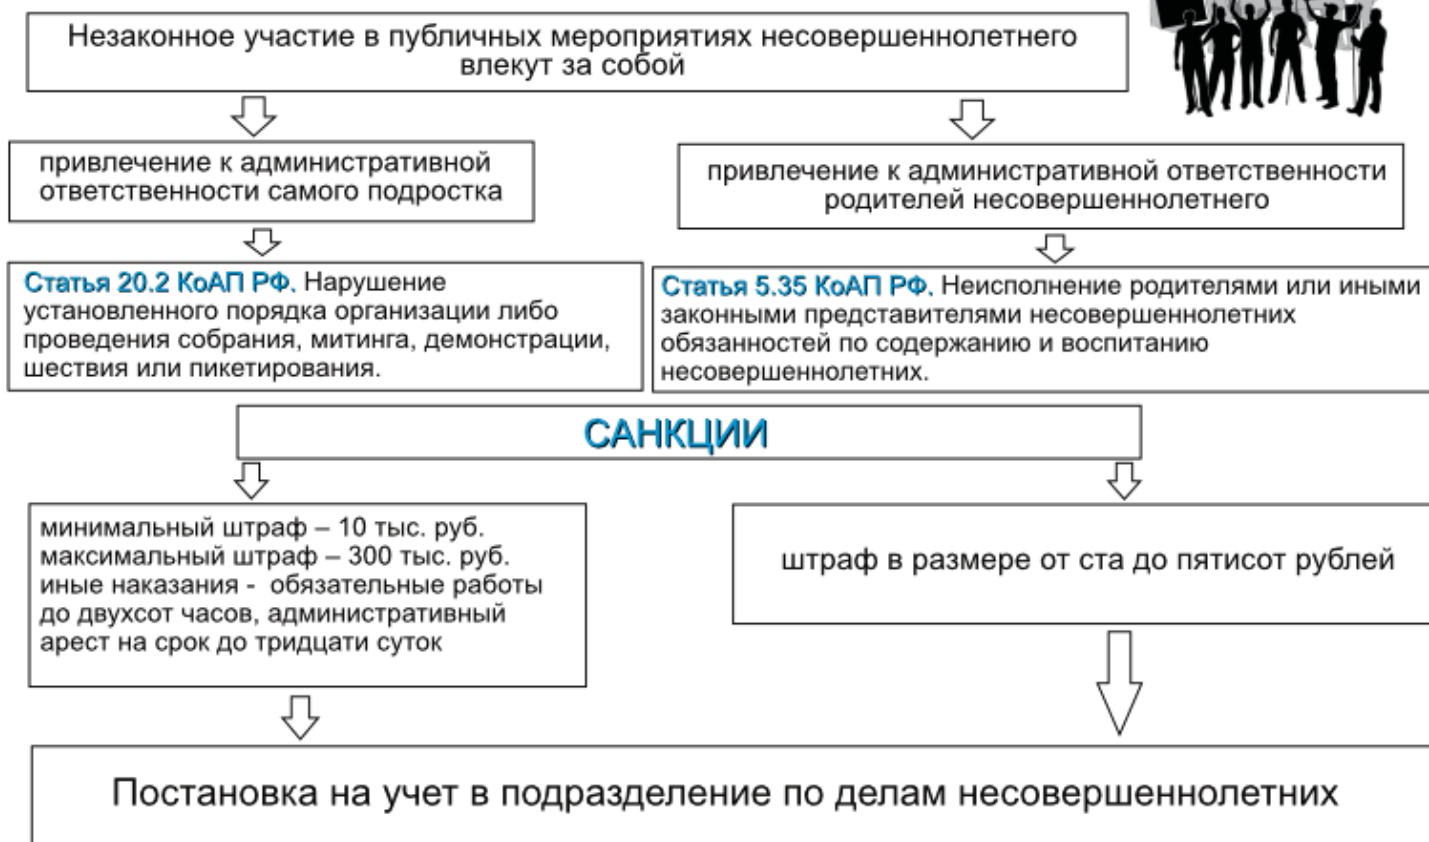 Незаконное участие в публичных мероприятиях несовершеннолетнего
влекут за собой
привлечение к административной
ответственности самого подростка
привлечение к административной ответственности
родителей несовершеннолетнего
Статья 20.2 КоАП РФ. Нарушение
установленного порядка организации либо
проведения собрания, митинга, демонстрации,
шествия или пикетирования.
Статья 5.35 КоАП РФ. Неисполнение родителями или иными
законными представителями несовершеннолетних
обязанностей по содержанию и воспитанию
несовершеннолетних.
САНКЦИИ
минимальный штраф – 10 тыс. руб.
максимальный штраф – 300 тыс. руб.
иные наказания - обязательные работы
до двухсот часов, административный
арест на срок до тридцати суток
штраф в размере от ста до пятисот рублей
Постановка на учет в подразделение по делам несовершеннолетних